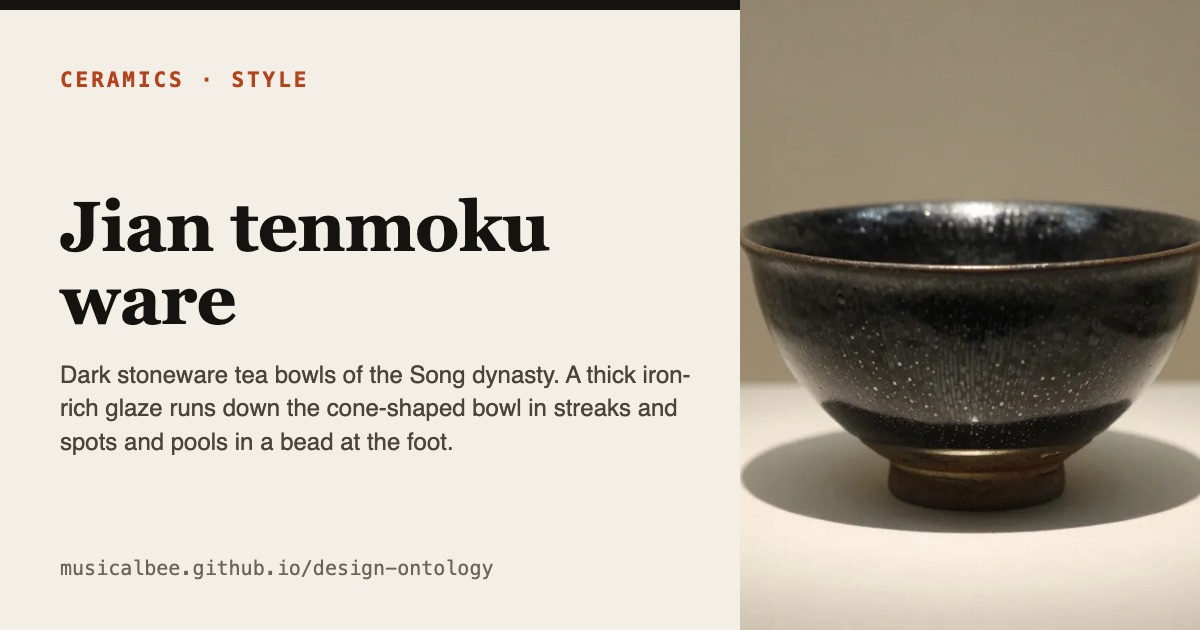 CERAMICS · STYLE
Jian tenmoku
ware
Dark stoneware tea bowls of the Song dynasty. A thick iron-
rich glaze runs down the cone-shaped bowl in streaks and
spots and pools in a bead at the foot.
musicalbee.github.io/design-ontology